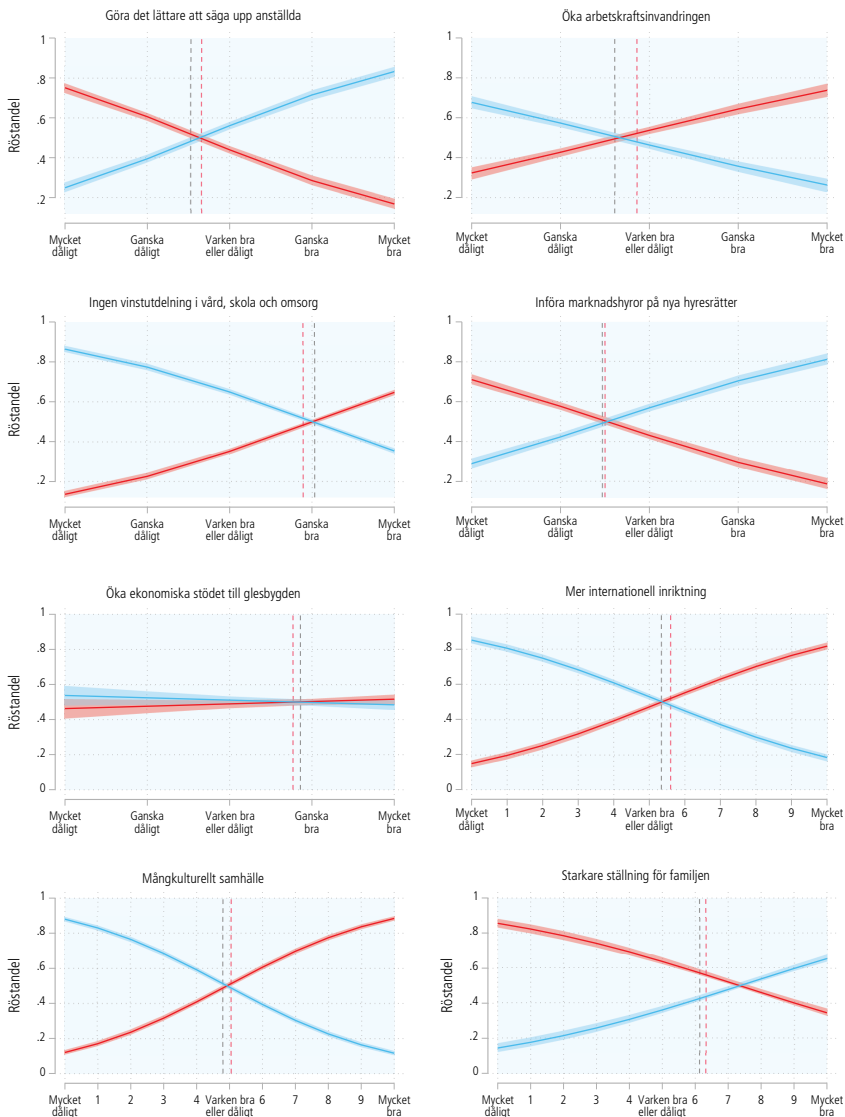 Göra det lättare att säga upp anställda
Röstandel
1
.8
.6
.4
.2
Mycket dåligt
Ganska dåligt
Varken bra eller dåligt
Ganska bra
Mycket bra
Öka arbetskraftsinvandringen
1
.8
.6
.4
.2
Mycket dåligt
Ganska dåligt
Varken bra eller dåligt
Ganska bra
Mycket bra
Ingen vinstutdelning i vård, skola och omsorg
Röstandel
1
.8
.6
.4
.2
Mycket dåligt
Ganska dåligt
Varken bra eller dåligt
Ganska bra
Mycket bra
Införa marknadshyror på nya hyresrätter
1
.8
.6
.4
.2
Mycket dåligt
Ganska dåligt
Varken bra eller dåligt
Ganska bra
Mycket bra
Öka ekonomiska stödet till glesbygden
Röstandel
1
.8
.6
.4
.2
0
Mycket dåligt
Ganska dåligt
Varken bra eller dåligt
Ganska bra
Mycket bra
Mer internationell inriktning
1
.8
.6
.4
.2
0
Mycket dåligt
1
2
3
4
Varken bra eller dåligt
6
7
8
9
Mycket bra
Mångkulturellt samhälle
Röstandel
1
.8
.6
.4
.2
0
Mycket dåligt
1
2
3
4
Varken bra eller dåligt
6
7
8
9
Mycket bra
Starkare ställning för familjen
Röstandel
1
.8
.6
.4
.2
0
Mycket dåligt
1
2
3
4
Varken bra eller dåligt
6
7
8
9
Mycket bra